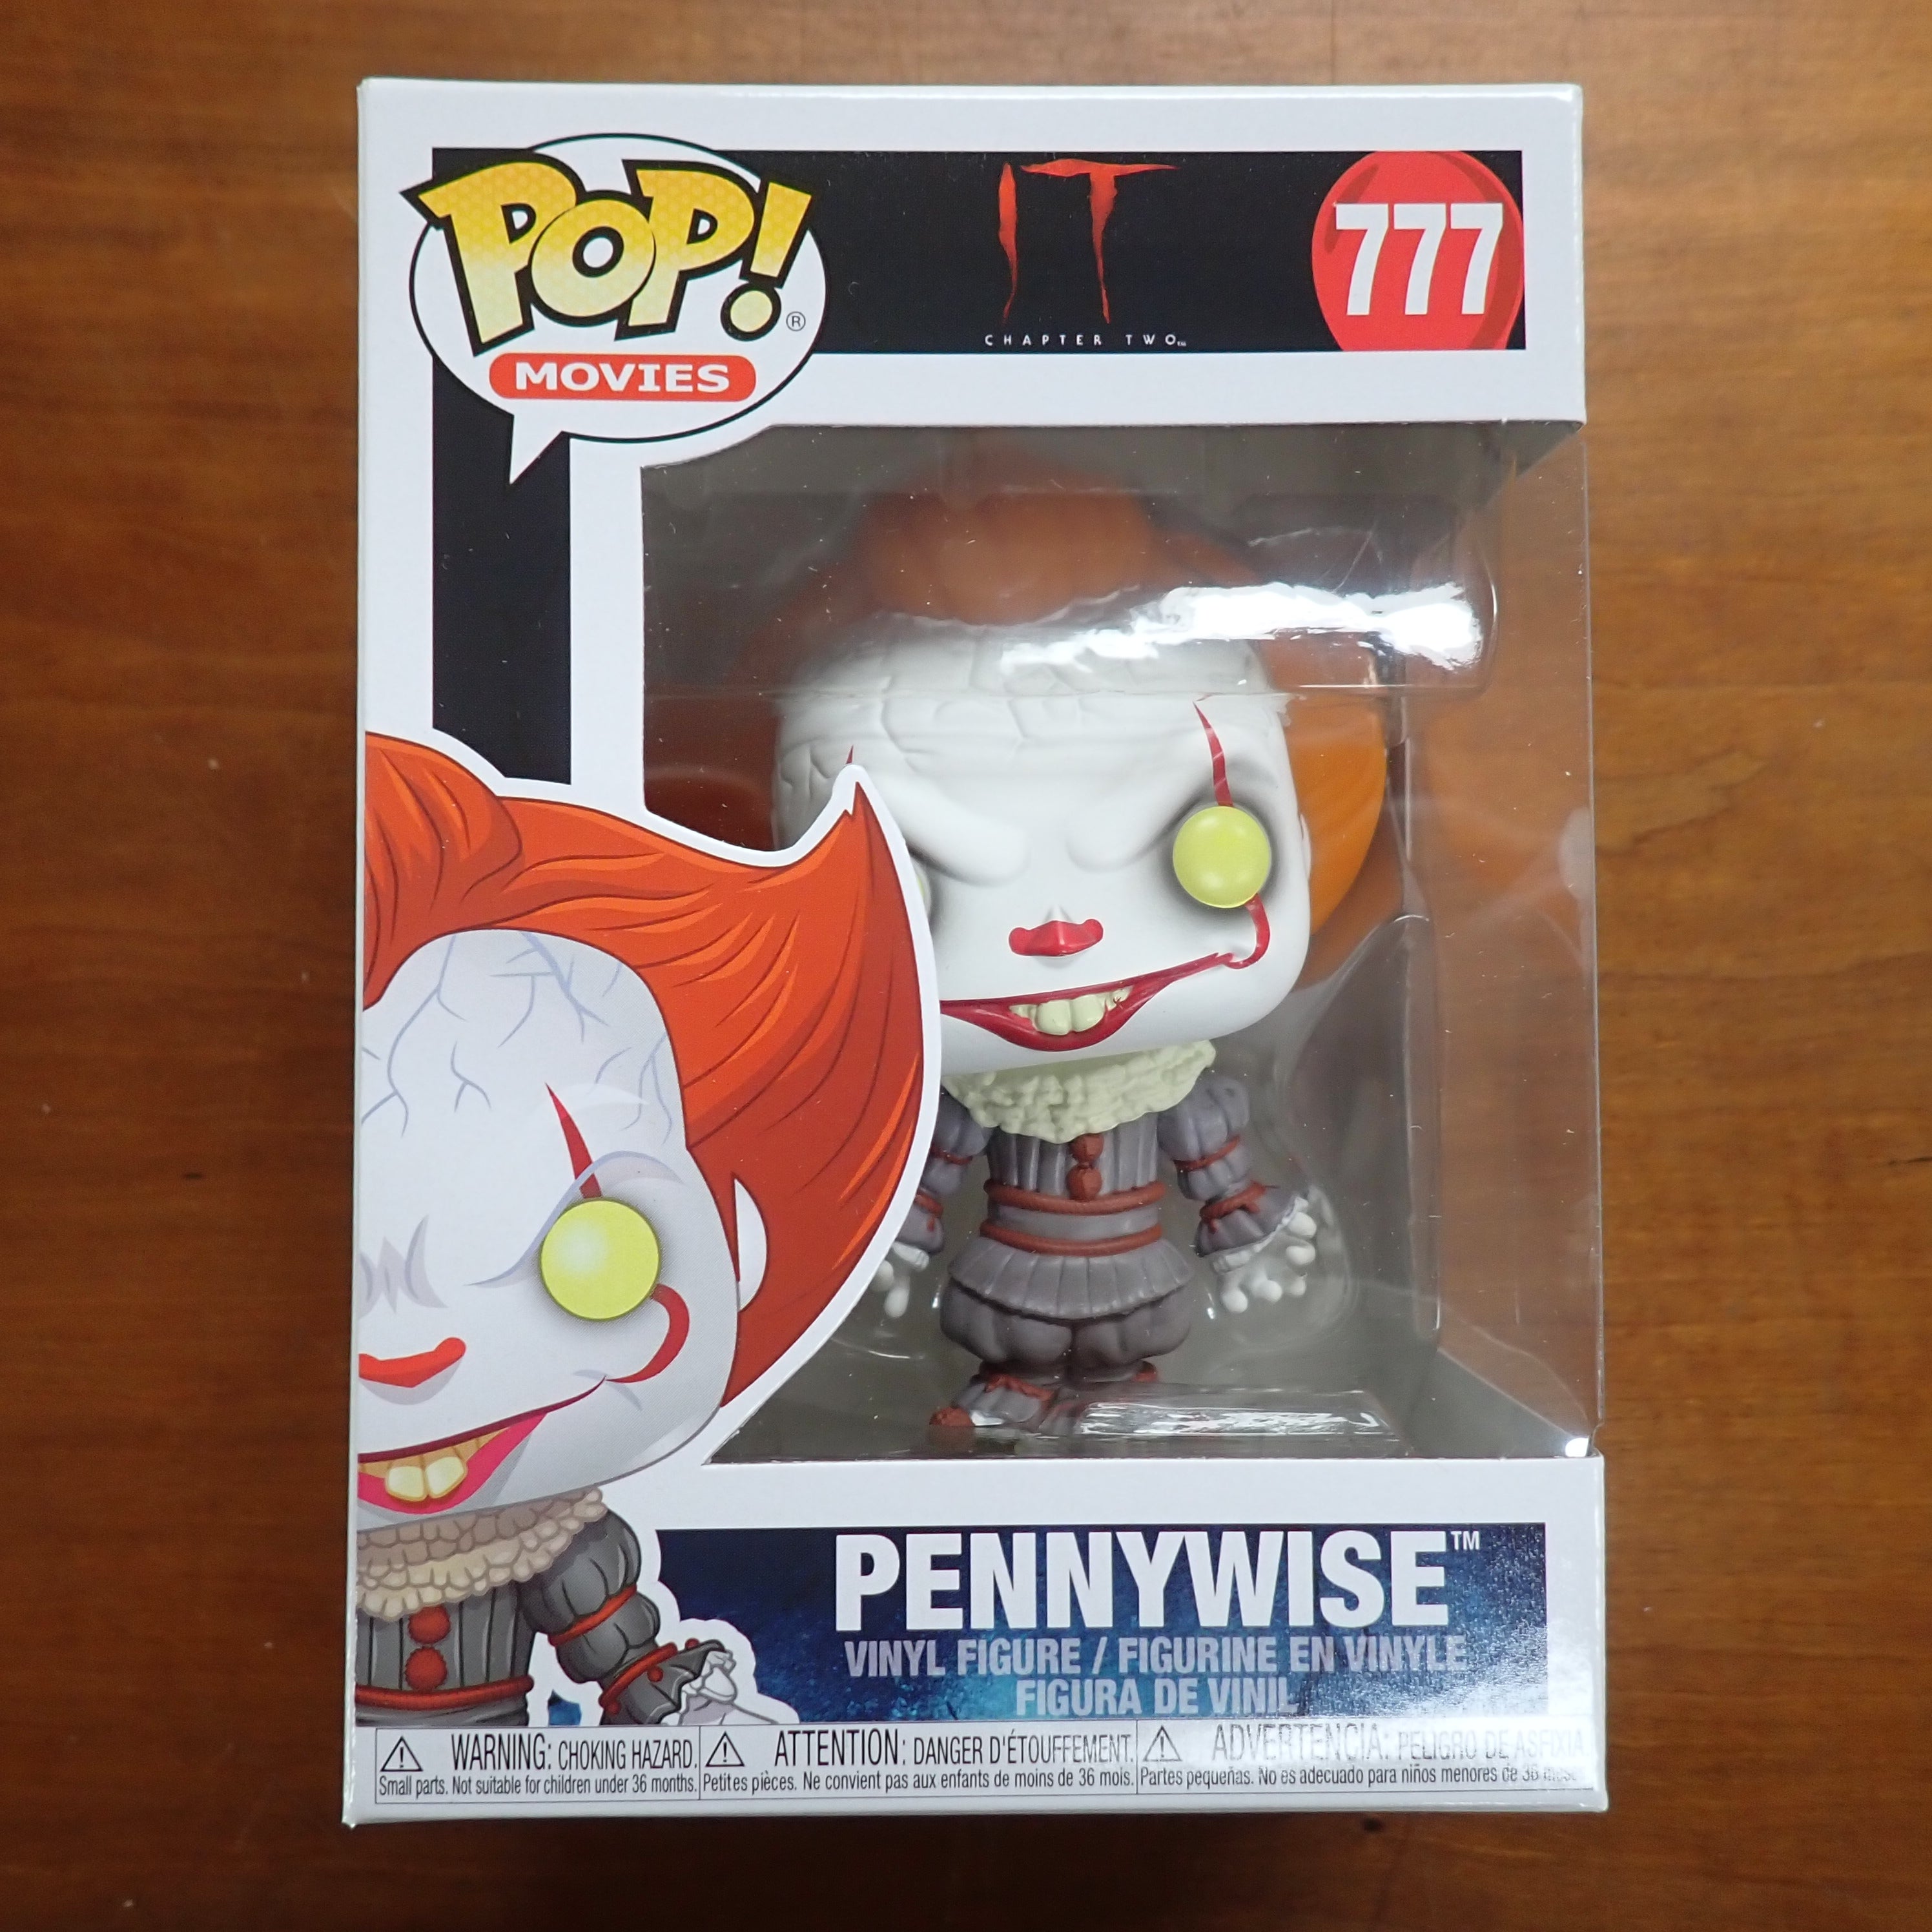 POP!®
MOVIES
IT
CHAPTER TWO™
777
PENNYWISE™
VINYL FIGURE / FIGURINE EN VINYLE
FIGURA DE VINIL
WARNING: CHOKING HAZARD.
Small parts. Not suitable for children under 36 months.
ATTENTION: DANGER D'ÉTOUFFEMENT.
Petites pièces. Ne convient pas aux enfants de moins de 36 mois.
ADVERTENCIA: PELIGRO DE ASFIXIA
Partes pequeñas. No es adecuado para niños menores de 36 meses.